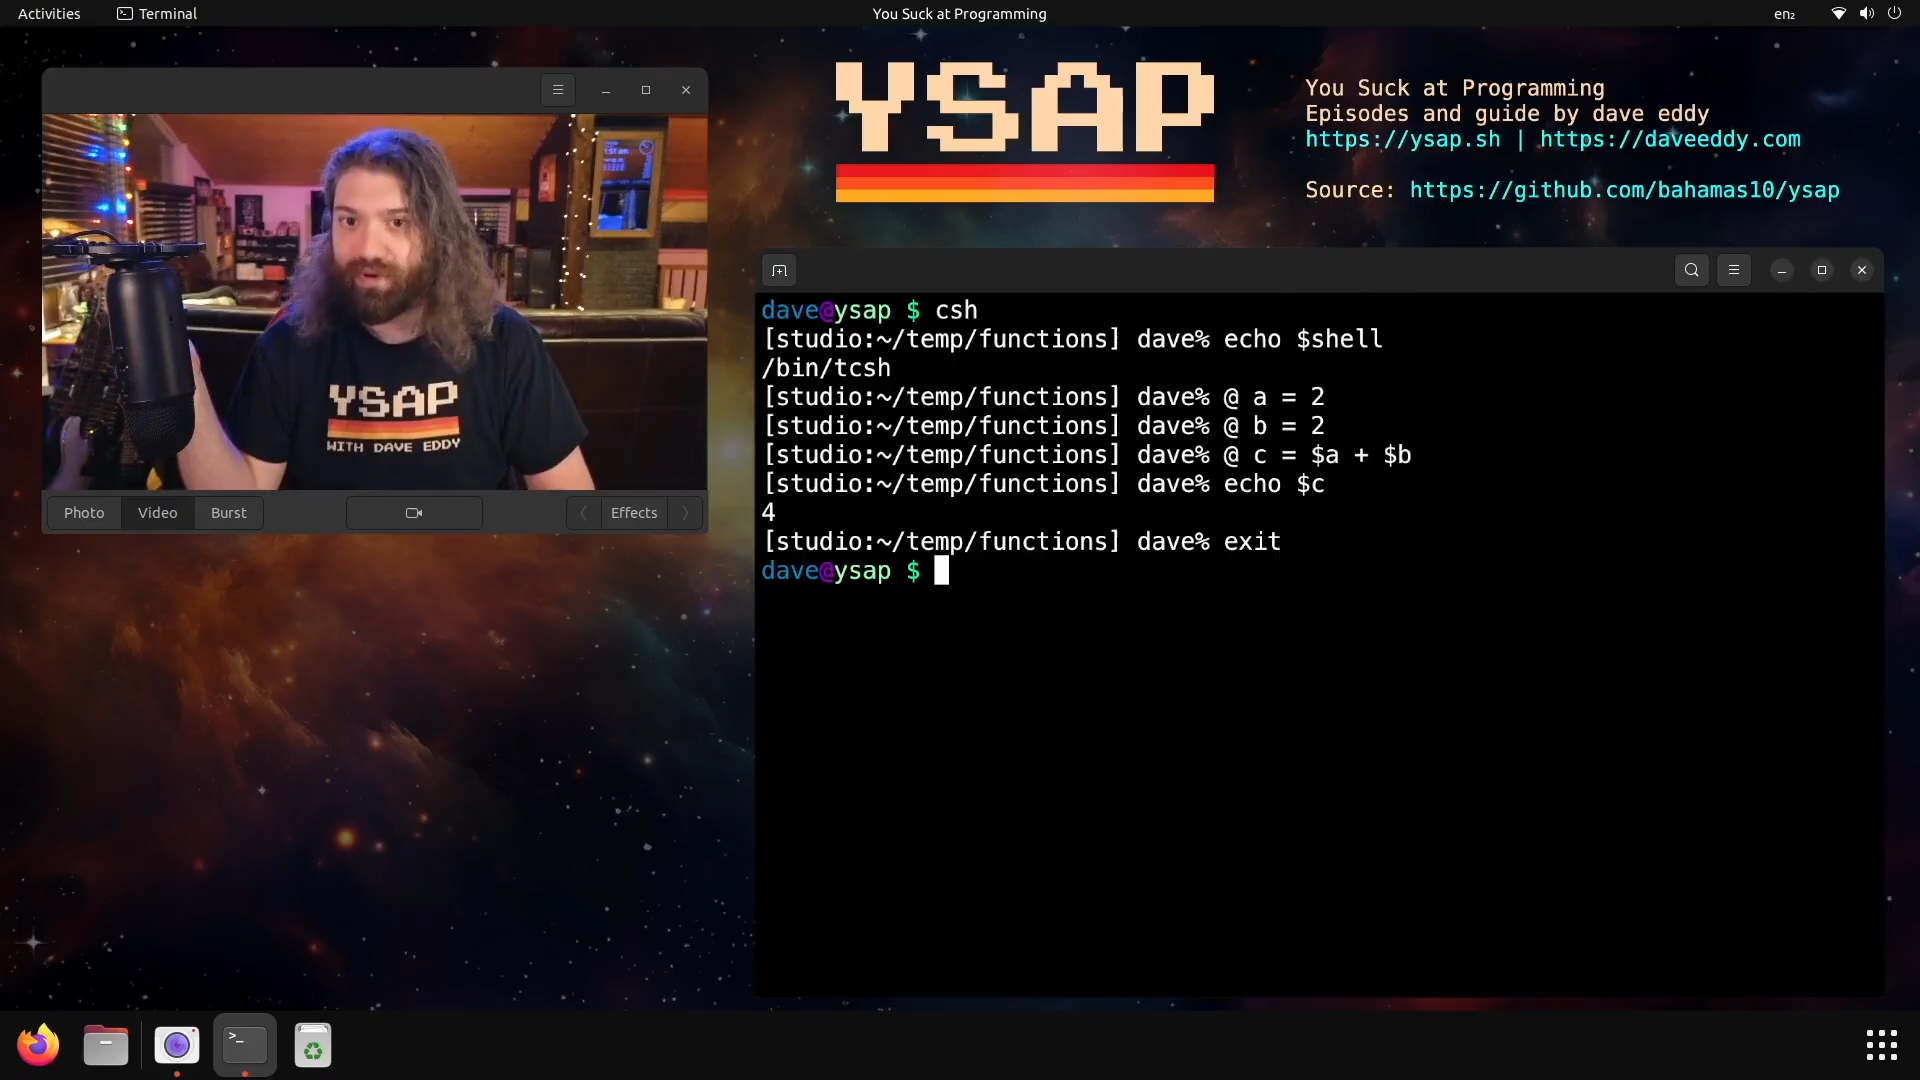 Activities
Terminal
You Suck at Programming
en₂
YSAP
You Suck at Programming
Episodes and guide by dave eddy
https://ysap.sh | https://daveeddy.com
Source: https://github.com/bahamas10/ysap
YSAP
WITH DAVE EDDY
Photo
Video
Burst
Effects
dave@ysap $ csh
[studio:~/temp/functions] dave% echo $shell
/bin/tcsh
[studio:~/temp/functions] dave% @ a = 2
[studio:~/temp/functions] dave% @ b = 2
[studio:~/temp/functions] dave% @ c = $a + $b
[studio:~/temp/functions] dave% echo $c
4
[studio:~/temp/functions] dave% exit
dave@ysap $